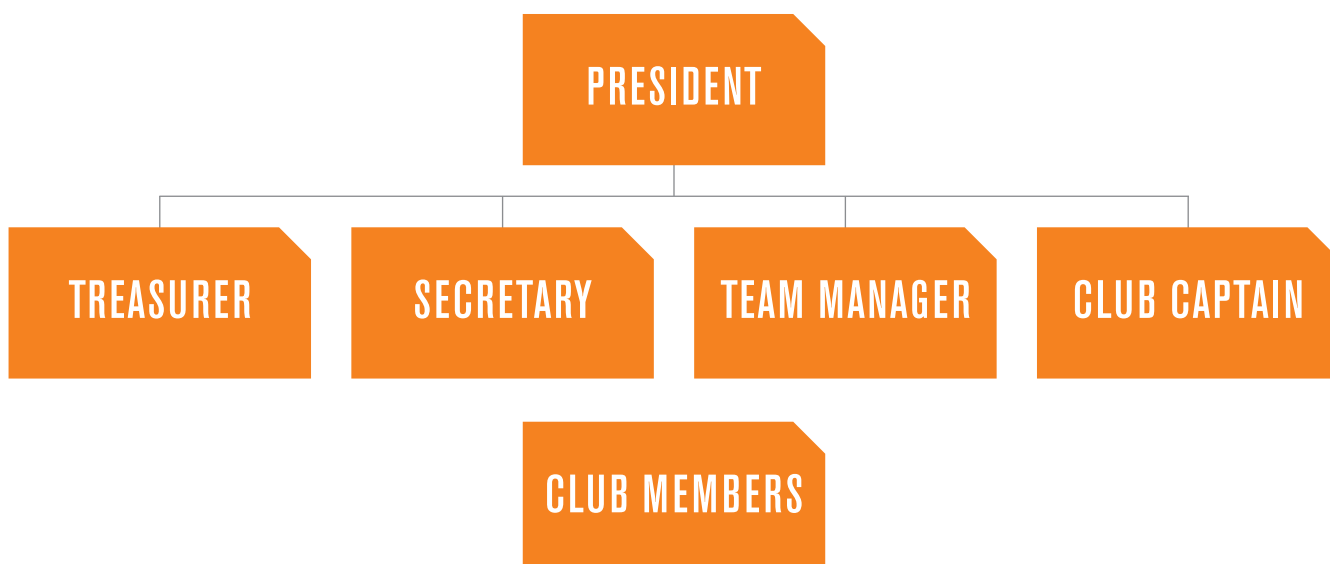 PRESIDENT
TREASURER
SECRETARY
TEAM MANAGER
CLUB CAPTAIN
CLUB MEMBERS